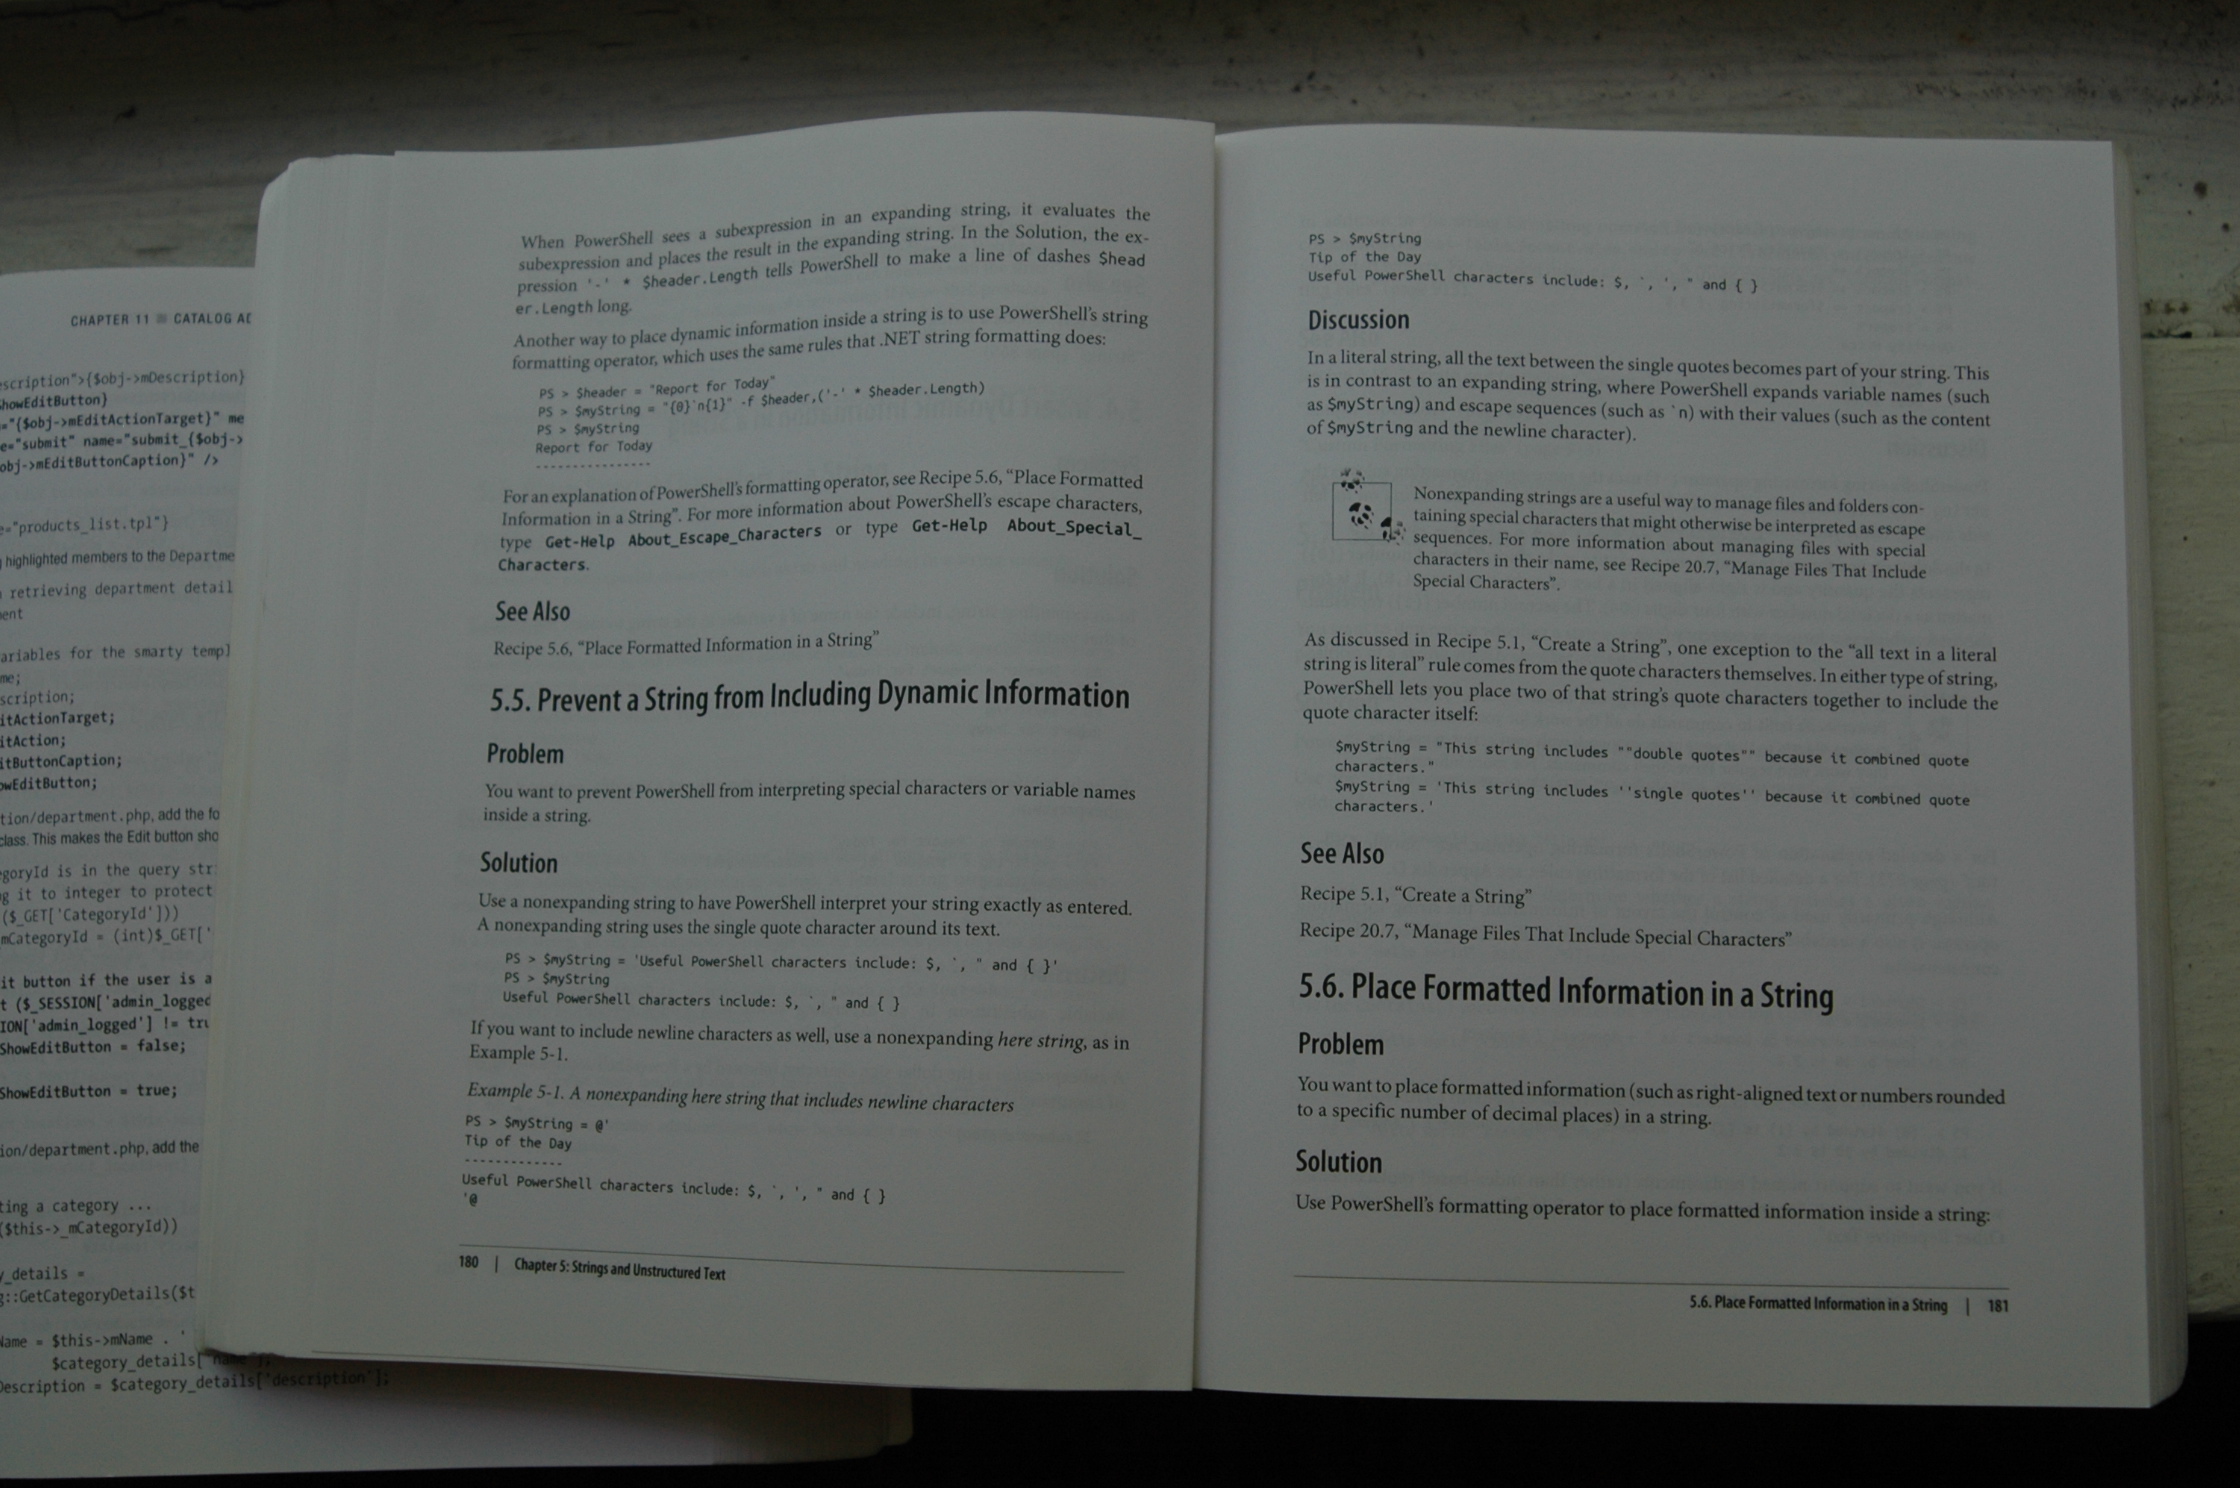 CHAPTER 11 CATALOG AD
escription">{$obj->mDescription}
howEditButton}
="{$obj->mEditActionTarget}" me
e="submit" name="submit_{$obj->
obj->mEditButtonCaption}" />
e="products_list.tpl"}
highlighted members to the Departme
retrieving department detail
ment
ariables for the smarty templ
me;
scription;
itActionTarget;
itAction;
itButtonCaption;
owEditButton;
tion/department.php, add the fo
class. This makes the Edit button sho
egoryId is in the query str
g it to integer to protect
($_GET['CategoryId']))
mCategoryId = (int)$_GET['
it button if the user is a
t ($_SESSION['admin_logged
ION['admin_logged'] != tru
ShowEditButton = false;
ShowEditButton = true;
ion/department.php, add the
ting a category ...
($this->_mCategoryId))
y_details =
g::GetCategoryDetails($t
Name = $this->mName . '
$category_details['name'];
Description = $category_details['description'];
When PowerShell sees a subexpression in an expanding string, it evaluates the
subexpression and places the result in the expanding string. In the Solution, the ex-
pression '-' * $header.Length tells PowerShell to make a line of dashes $head
er.Length long.
Another way to place dynamic information inside a string is to use PowerShell's string
formatting operator, which uses the same rules that .NET string formatting does:
PS > $header = "Report for Today"
PS > $myString = "{0}`n{1}" -f $header,('-' * $header.Length)
PS > $myString
Report for Today
----------------
For an explanation of PowerShell's formatting operator, see Recipe 5.6, “Place Formatted
Information in a String”. For more information about PowerShell's escape characters,
type Get-Help About_Escape_Characters or type Get-Help About_Special_
Characters.
See Also
Recipe 5.6, “Place Formatted Information in a String”
5.5. Prevent a String from Including Dynamic Information
Problem
You want to prevent PowerShell from interpreting special characters or variable names
inside a string.
Solution
Use a nonexpanding string to have PowerShell interpret your string exactly as entered.
A nonexpanding string uses the single quote character around its text.
PS > $myString = 'Useful PowerShell characters include: $, `, " and { }'
PS > $myString
Useful PowerShell characters include: $, `, " and { }
If you want to include newline characters as well, use a nonexpanding here string, as in
Example 5-1.
Example 5-1. A nonexpanding here string that includes newline characters
PS > $myString = @'
Tip of the Day
--------------
Useful PowerShell characters include: $, `, ', " and { }
'@
180 | Chapter 5: Strings and Unstructured Text
PS > $myString
Tip of the Day
Useful PowerShell characters include: $, `, ', " and { }
Discussion
In a literal string, all the text between the single quotes becomes part of your string. This
is in contrast to an expanding string, where PowerShell expands variable names (such
as $myString) and escape sequences (such as `n) with their values (such as the content
of $myString and the newline character).
Nonexpanding strings are a useful way to manage files and folders con-
taining special characters that might otherwise be interpreted as escape
sequences. For more information about managing files with special
characters in their name, see Recipe 20.7, “Manage Files That Include
Special Characters”.
As discussed in Recipe 5.1, “Create a String”, one exception to the “all text in a literal
string is literal” rule comes from the quote characters themselves. In either type of string,
PowerShell lets you place two of that string's quote characters together to include the
quote character itself:
$myString = "This string includes ""double quotes"" because it combined quote
characters."
$myString = 'This string includes ''single quotes'' because it combined quote
characters.'
See Also
Recipe 5.1, “Create a String”
Recipe 20.7, “Manage Files That Include Special Characters”
5.6. Place Formatted Information in a String
Problem
You want to place formatted information (such as right-aligned text or numbers rounded
to a specific number of decimal places) in a string.
Solution
Use PowerShell's formatting operator to place formatted information inside a string:
5.6. Place Formatted Information in a String | 181